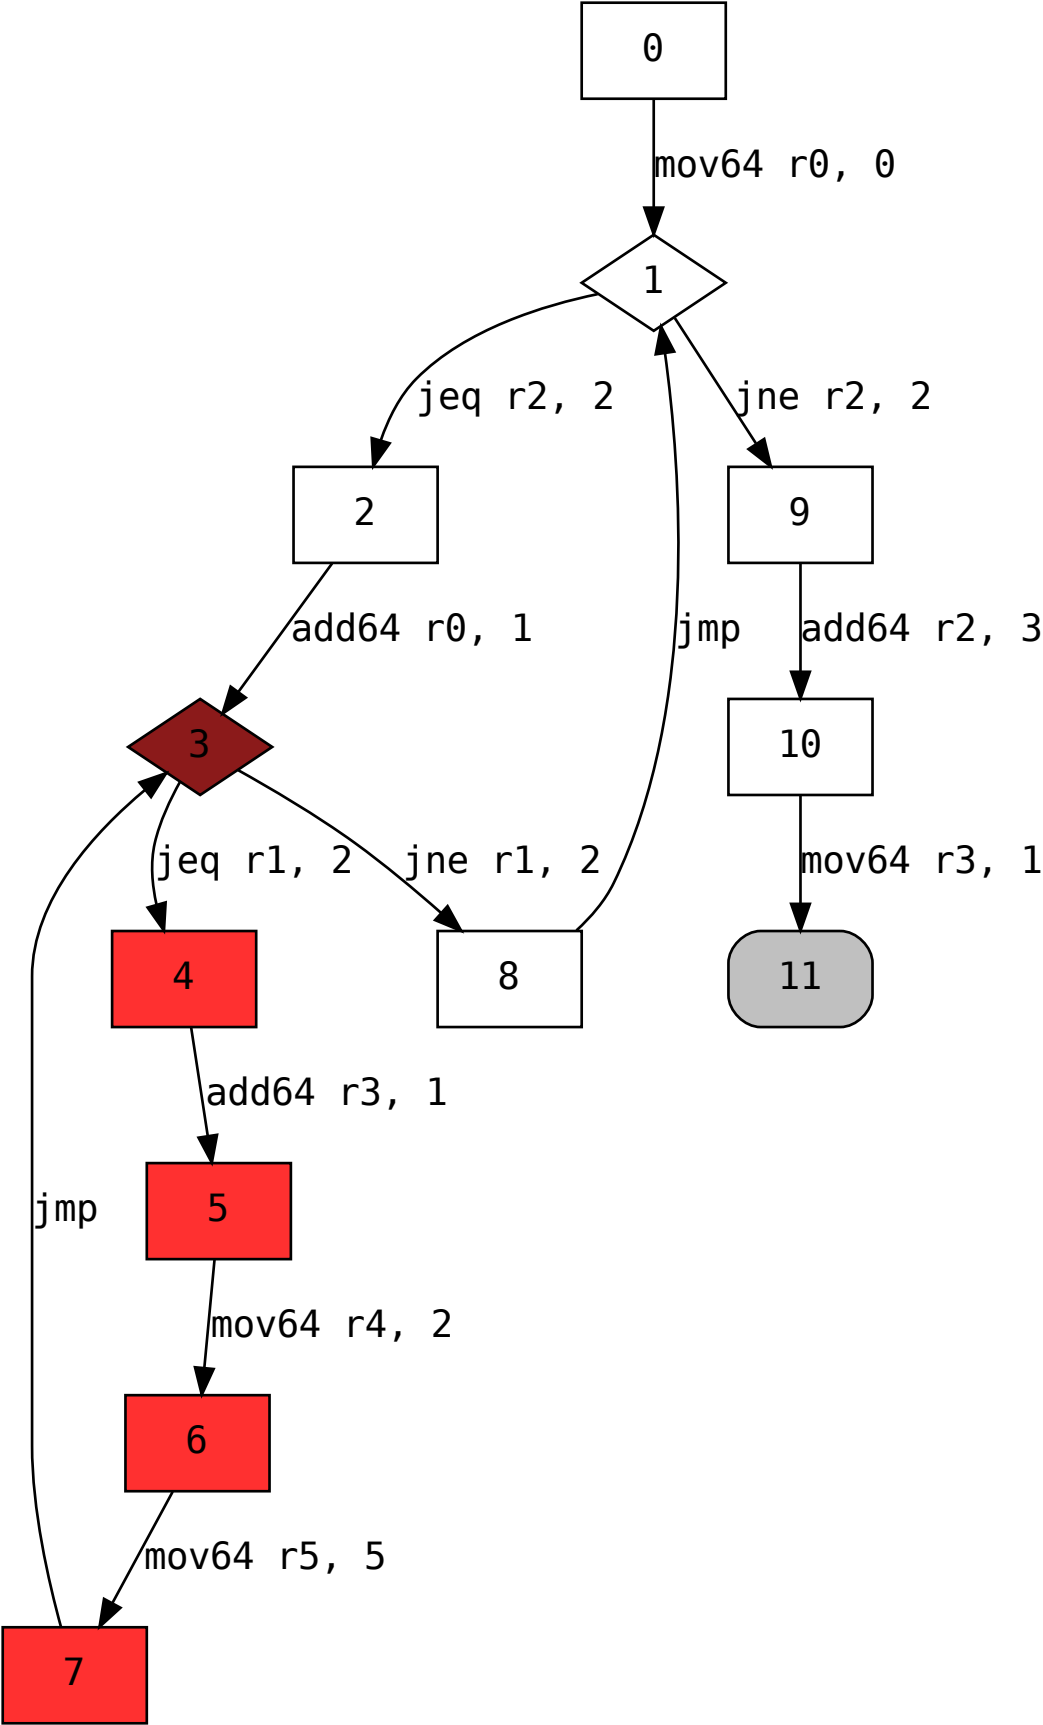 0
mov64 r0, 0
1
jeq r2, 2
jne r2, 2
2
9
add64 r0, 1
jmp
add64 r2, 3
3
10
jeq r1, 2
jne r1, 2
mov64 r3, 1
4
8
11
add64 r3, 1
jmp
5
mov64 r4, 2
6
mov64 r5, 5
7